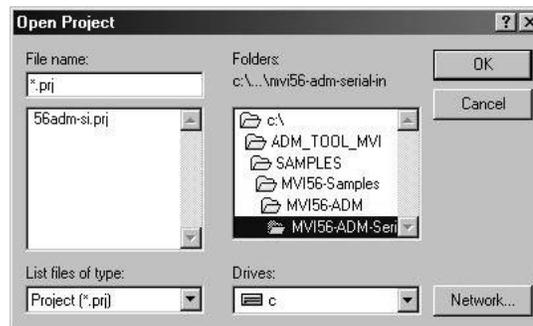 Open Project
File name:
*.prj
56adm-si.prj
Folders:
c:\...\mvi56-adm-serial-in
c:\
ADM_TOOL_MVI
SAMPLES
MVI56-Samples
MVI56-ADM
MVI56-ADM-Seri
OK
Cancel
List files of type:
Project (*.prj)
Drives:
c
Network...